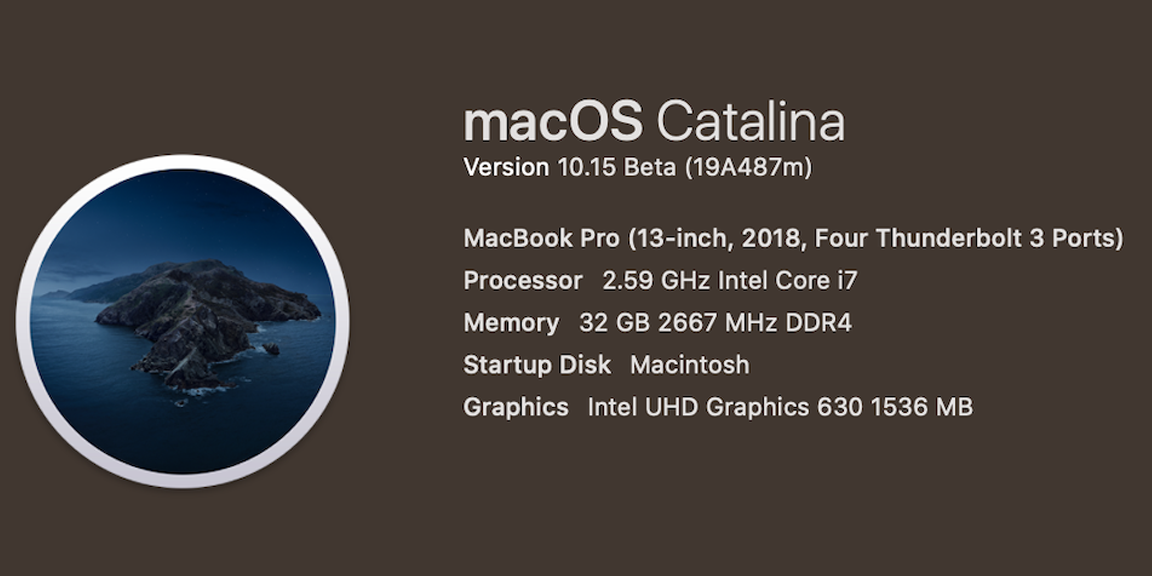 macOS Catalina
Version 10.15 Beta (19A487m)
MacBook Pro (13-inch, 2018, Four Thunderbolt 3 Ports)
Processor 2.59 GHz Intel Core i7
Memory 32 GB 2667 MHz DDR4
Startup Disk Macintosh
Graphics Intel UHD Graphics 630 1536 MB